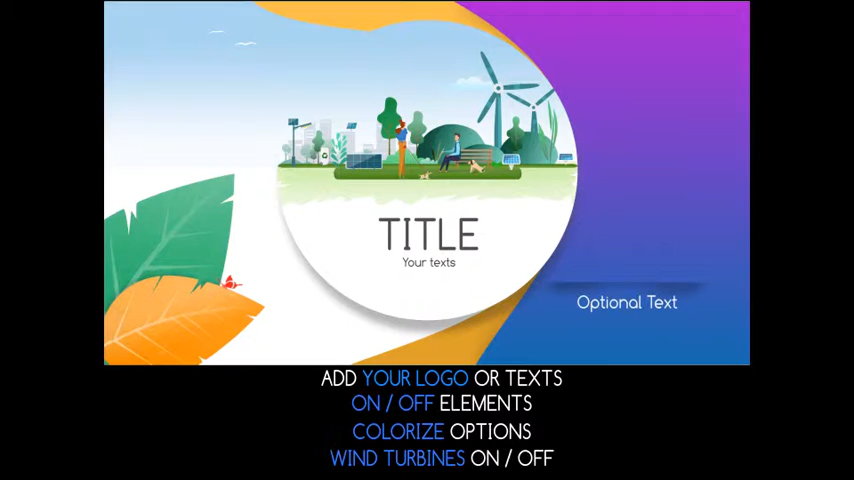 TITLE
Your texts
Optional Text
ADD YOUR LOGO OR TEXTS
ON / OFF ELEMENTS
COLORIZE OPTIONS
WIND TURBINES ON / OFF